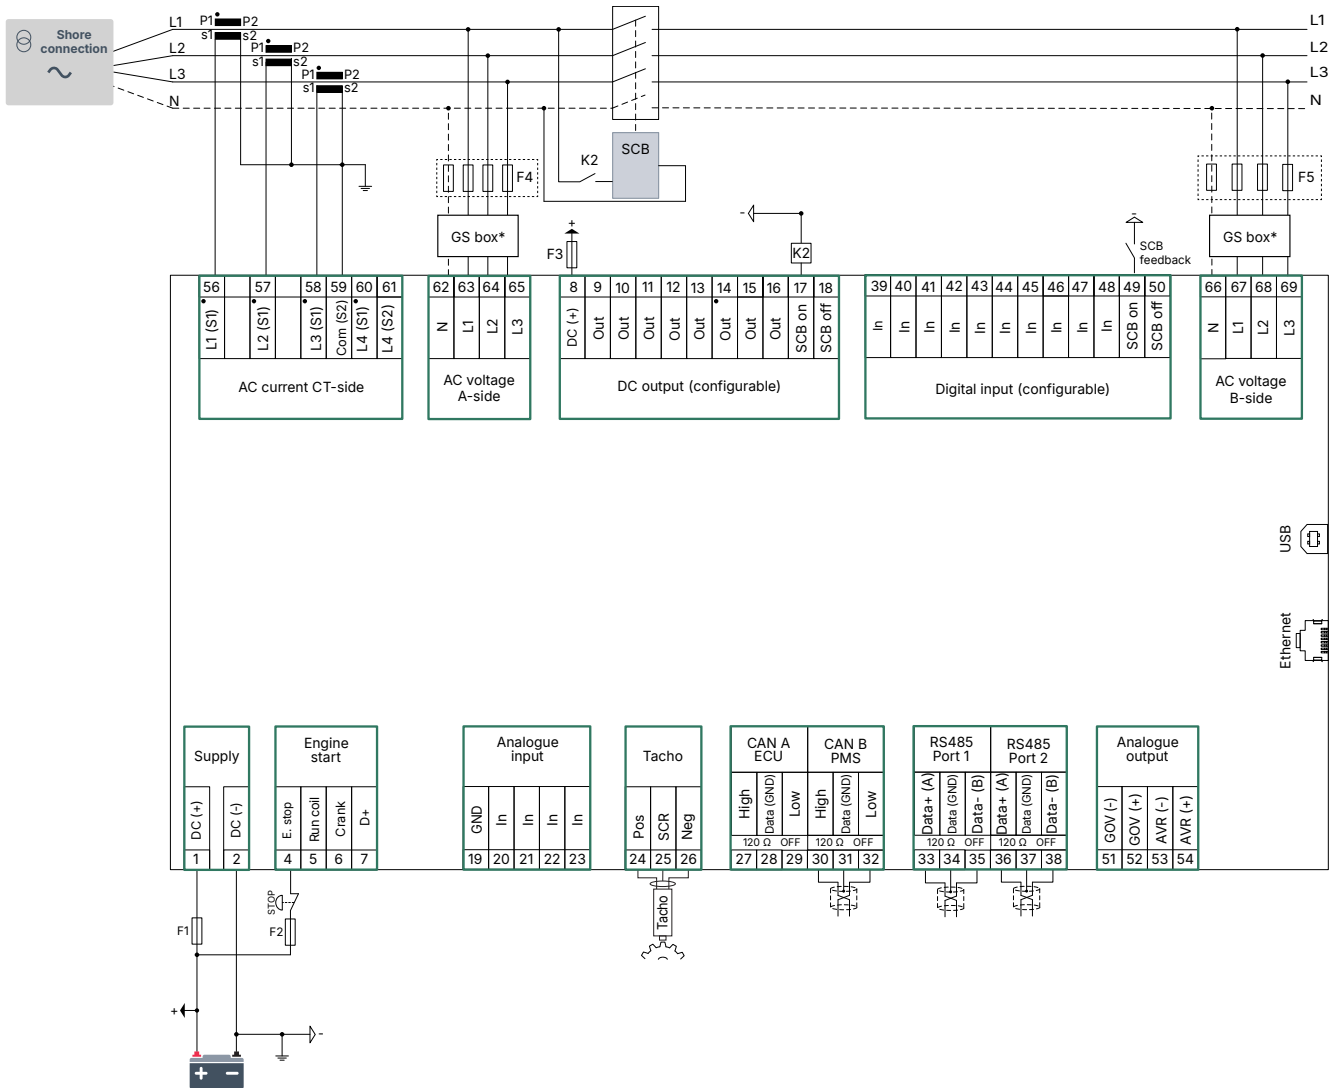 Shore
connection
L1
L2
L3
N
P1 P2
s1 s2
P1 P2
s1 s2
P1 P2
s1 s2
L1
L2
L3
N
SCB
K2
F4
F5
GS box*
GS box*
+
F3
-
K2
-
SCB
feedback
56 57 58 59 60 61
L1 (S1)
L2 (S1)
L3 (S1)
Com (S2)
L4 (S1)
L4 (S2)
AC current CT-side
62 63 64 65
N
L1
L2
L3
AC voltage
A-side
8 9 10 11 12 13 14 15 16 17 18
DC (+)
Out
Out
Out
Out
Out
Out
Out
Out
SCB on
SCB off
DC output (configurable)
39 40 41 42 43 44 45 46 47 48 49 50
In
In
In
In
In
In
In
In
In
In
SCB on
SCB off
Digital input (configurable)
66 67 68 69
N
L1
L2
L3
AC voltage
B-side
USB
Ethernet
Supply
DC (+)
DC (-)
1 2
Engine
start
E. stop
Run coil
Crank
D+
4 5 6 7
Analogue
input
GND
In
In
In
In
19 20 21 22 23
Tacho
Pos
SCR
Neg
24 25 26
CAN A
ECU
High
Data (GND)
Low
120 Ω OFF
27 28 29
CAN B
PMS
High
Data (GND)
Low
120 Ω OFF
30 31 32
RS485
Port 1
Data+ (A)
Data (GND)
Data- (B)
120 Ω OFF
33 34 35
RS485
Port 2
Data+ (A)
Data (GND)
Data- (B)
120 Ω OFF
36 37 38
Analogue
output
GOV (-)
GOV (+)
AVR (-)
AVR (+)
51 52 53 54
STOP
F1
F2
Tacho
+
-
+ −